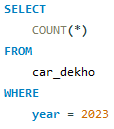 SELECT
COUNT(*)
FROM
car_dekho
WHERE
year = 2023